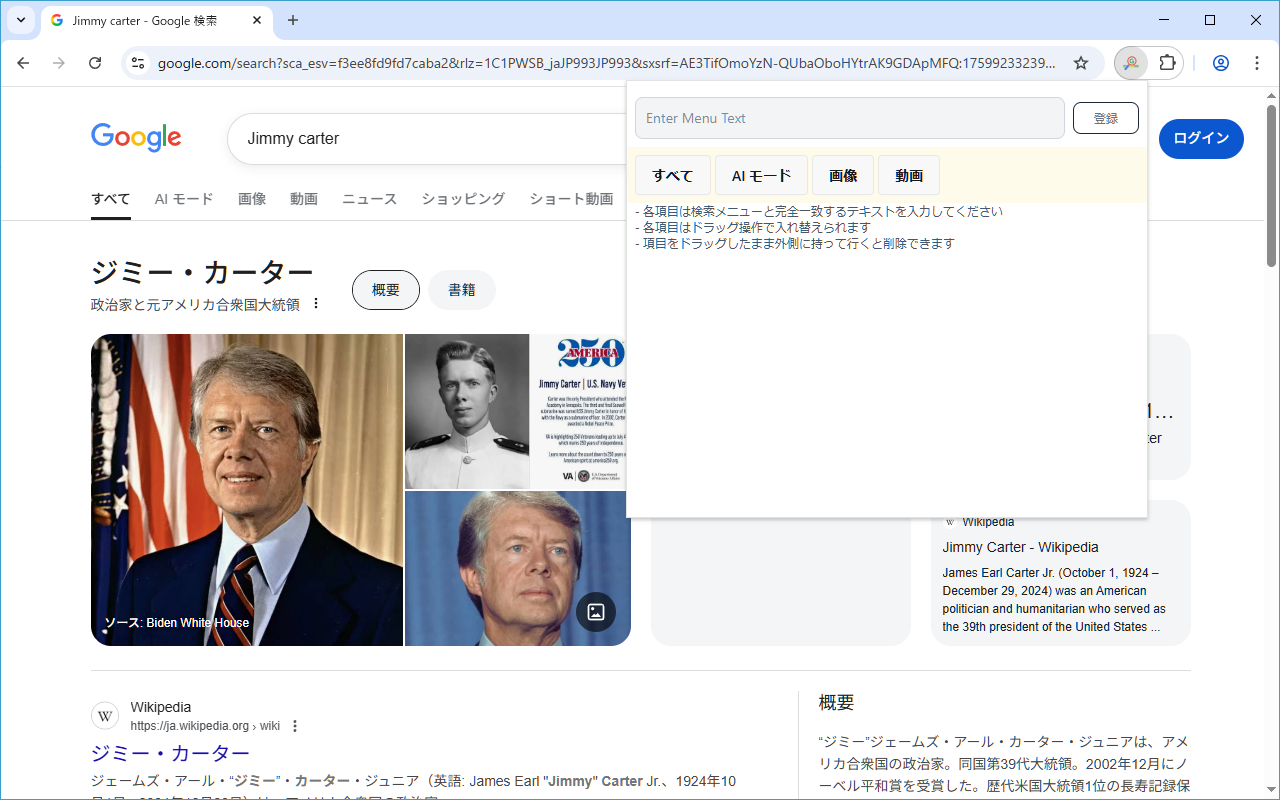 Jimmy carter - Google 検索
google.com/search?sca_esv=f3ee8fd9fd7caba2&rlz=1C1PWSB_jaJP993JP993&sxsrf=AE3TifOmoYzN-QUbaOboHYtrAK9GDApMFQ:17599233239...
Google
Jimmy carter
Enter Menu Text
登録
ログイン
すべて AI モード 画像 動画
すべて AI モード 画像 動画 ニュース ショッピング ショート動画
- 各項目は検索メニューと完全一致するテキストを入力してください
- 各項目はドラッグ操作で入れ替えられます
- 項目をドラッグしたまま外側に持って行くと削除できます
ジミー・カーター
政治家と元アメリカ合衆国大統領
概要
書籍
250
AMERICA
Jimmy Carter | U.S. Navy Ve
VA
ソース: Biden White House
1...
ter
W Wikipedia
Jimmy Carter - Wikipedia
James Earl Carter Jr. (October 1, 1924 –
December 29, 2024) was an American
politician and humanitarian who served as
the 39th president of the United States ...
W
Wikipedia
https://ja.wikipedia.org › wiki
ジミー・カーター
ジェームズ・アール・“ジミー”・カーター・ジュニア（英語: James Earl "Jimmy" Carter Jr.、1924年10
概要
“ジミー”ジェームズ・アール・カーター・ジュニアは、アメ
リカ合衆国の政治家。同国第39代大統領。2002年12月にノ
ーベル平和賞を受賞した。歴代米国大統領1位の長寿記録保